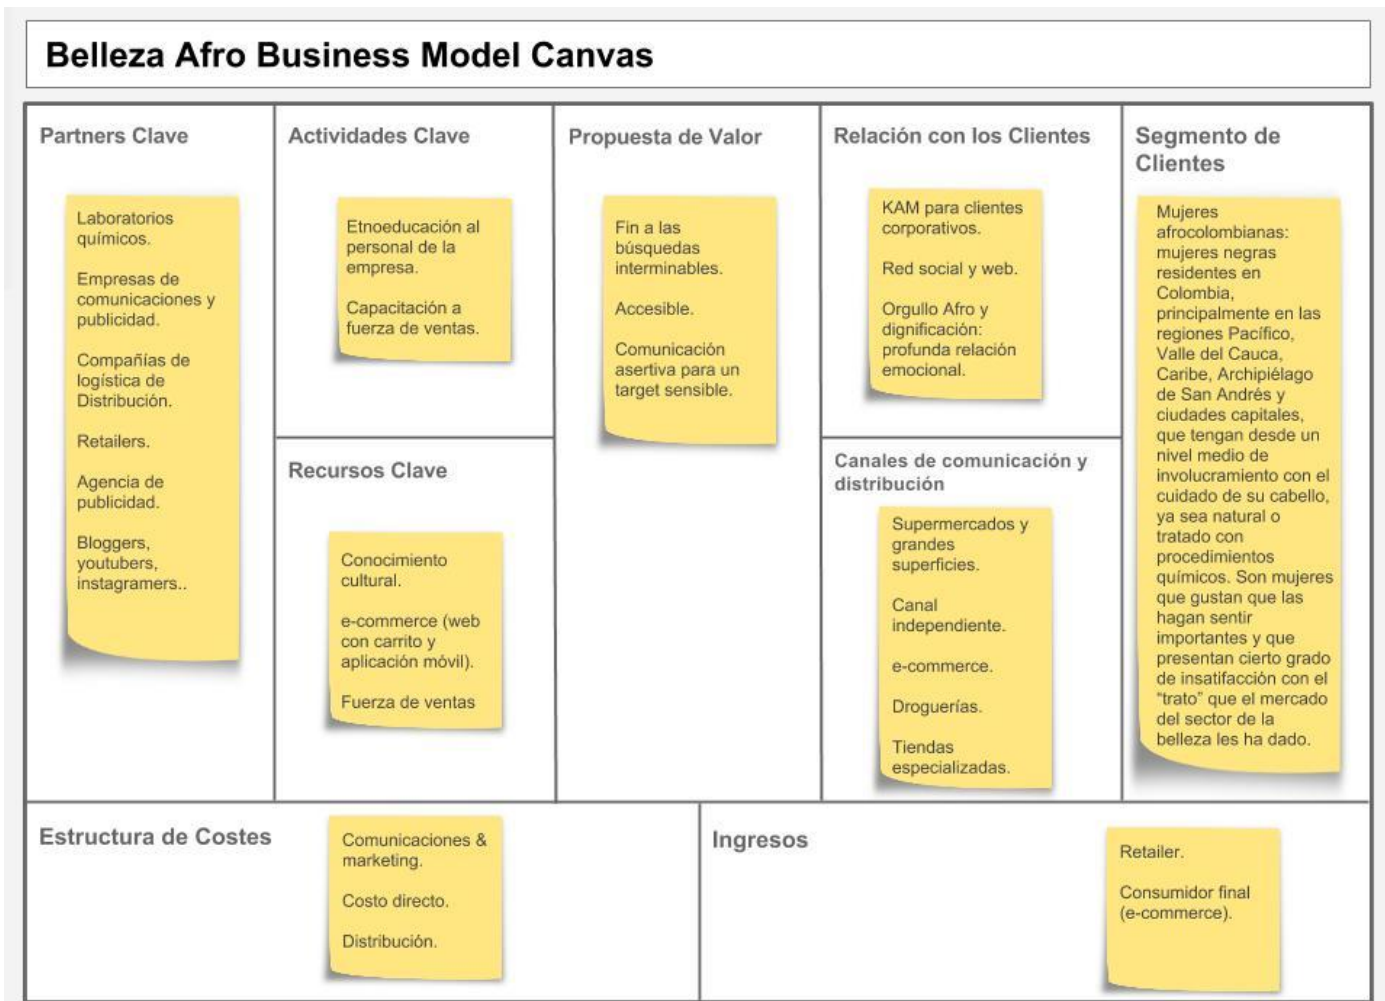 Belleza Afro Business Model Canvas
Partners Clave
Laboratorios
químicos.
Empresas de
comunicaciones y
publicidad.
Compañías de
logística de
Distribución.
Retailers.
Agencia de
publicidad.
Bloggers,
youtubers,
instagramers..
Actividades Clave
Etnoeducación al
personal de la
empresa.
Capacitación a
fuerza de ventas.
Recursos Clave
Conocimiento
cultural.
e-commerce (web
con carrito y
aplicación móvil).
Fuerza de ventas
Propuesta de Valor
Fin a las
búsquedas
interminables.
Accesible.
Comunicación
asertiva para un
target sensible.
Relación con los Clientes
KAM para clientes
corporativos.
Red social y web.
Orgullo Afro y
dignificación:
profunda relación
emocional.
Canales de comunicación y
distribución
Supermercados y
grandes
superficies.
Canal
independiente.
e-commerce.
Droguerías.
Tiendas
especializadas.
Segmento de
Clientes
Mujeres
afrocolombianas:
mujeres negras
residentes en
Colombia,
principalmente en las
regiones Pacífico,
Valle del Cauca,
Caribe, Archipiélago
de San Andrés y
ciudades capitales,
que tengan desde un
nivel medio de
involucramiento con el
cuidado de su cabello,
ya sea natural o
tratado con
procedimientos
químicos. Son mujeres
que gustan que las
hagan sentir
importantes y que
presentan cierto grado
de insatifacción con el
“trato” que el mercado
del sector de la
belleza les ha dado.
Estructura de Costes
Comunicaciones &
marketing.
Costo directo.
Distribución.
Ingresos
Retailer.
Consumidor final
(e-commerce).